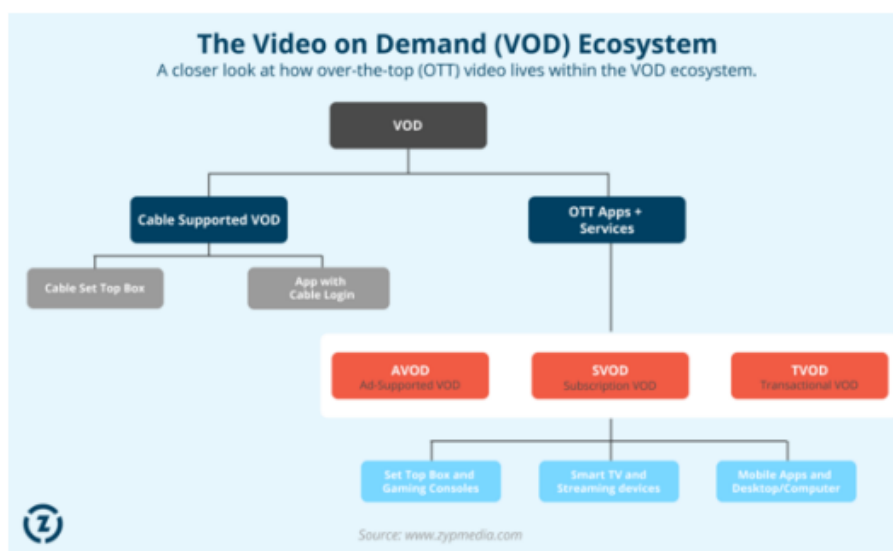 The Video on Demand (VOD) Ecosystem
A closer look at how over-the-top (OTT) video lives within the VOD ecosystem.
VOD
Cable Supported VOD
OTT Apps +
Services
Cable Set Top Box
App with
Cable Login
AVOD
Ad-Supported VOD
SVOD
Subscription VOD
TVOD
Transactional VOD
Set Top Box and
Gaming Consoles
Smart TV and
Streaming devices
Mobile Apps and
Desktop/Computer
Z
Source: www.zypmedia.com